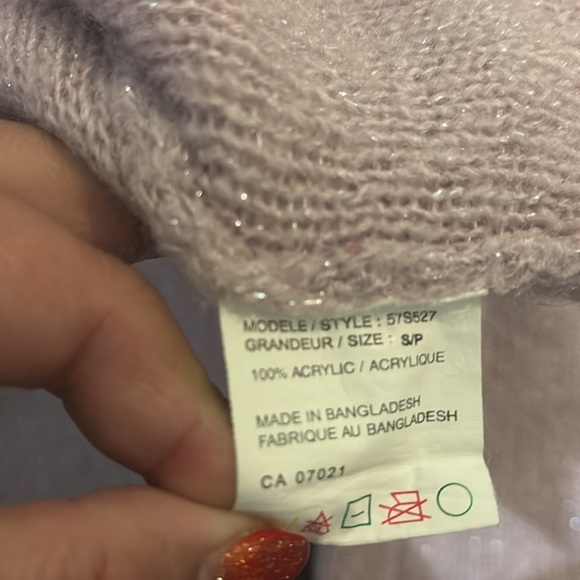 MODELE / STYLE : 57S527
GRANDEUR / SIZE : S/P
100% ACRYLIC / ACRYLIQUE
MADE IN BANGLADESH
FABRIQUE AU BANGLADESH
CA 07021